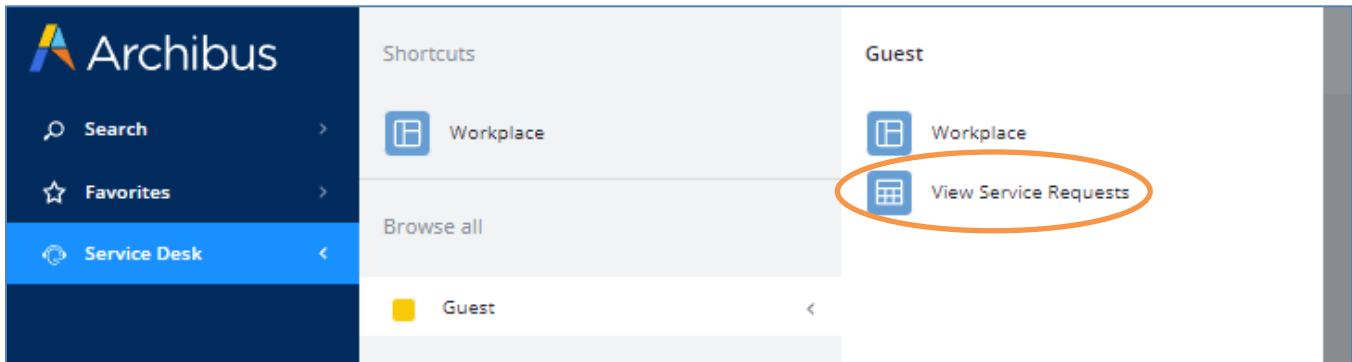 Archibus
Search
Favorites
Service Desk
Shortcuts
Workplace
Browse all
Guest
Guest
Workplace
View Service Requests